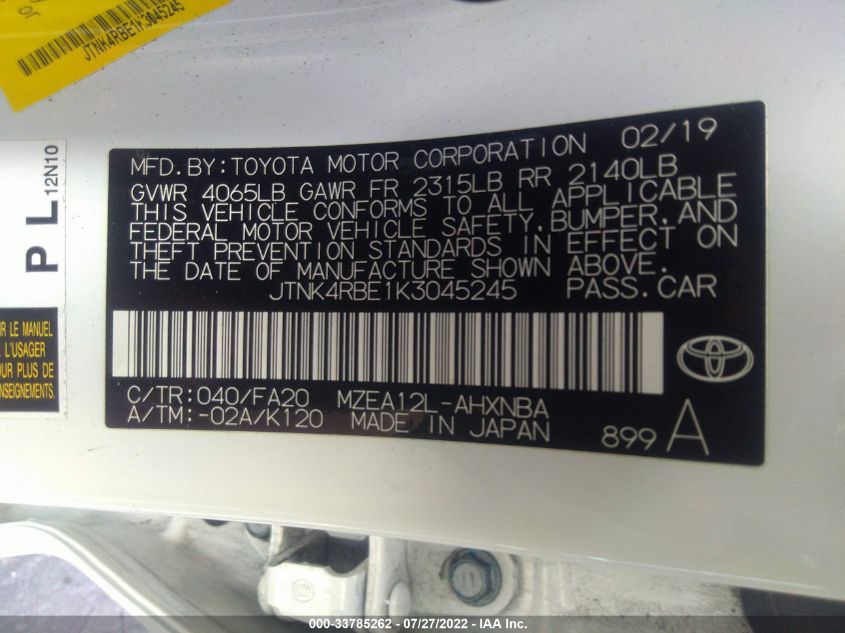 JTNK4RBE1K3045245
P L
12N10
R LE MANUEL
L'USAGER
POUR PLUS DE
MFD.BY:TOYOTA MOTOR CORPORATION 02/19
GVWR 4065LB GAWR FR 2315LB RR 2140LB
THIS VEHICLE CONFORMS TO ALL APPLICABLE
FEDERAL MOTOR VEHICLE SAFETY,BUMPER,AND
THEFT PREVENTION STANDARDS IN EFFECT ON
THE DATE OF MANUFACTURE SHOWN ABOVE.
JTNK4RBE1K3045245 PASS.CAR
C/TR:040/FA20 MZEA12L-AHXNBA
A/TM:-02A/K120 MADE IN JAPAN
899 A
000-33785262 / 07/27/2022 - IAA Inc.